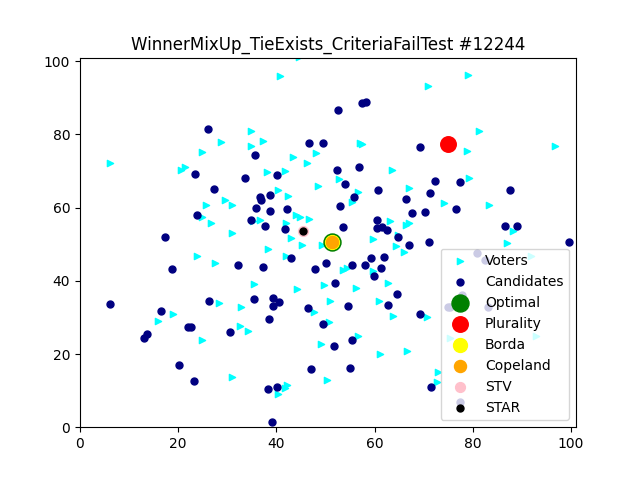 WinnerMixUp_TieExists_CriteriaFailTest #12244
100
80
60
40
20
0
0 20 40 60 80 100
Voters
Candidates
Optimal
Plurality
Borda
Copeland
STV
STAR